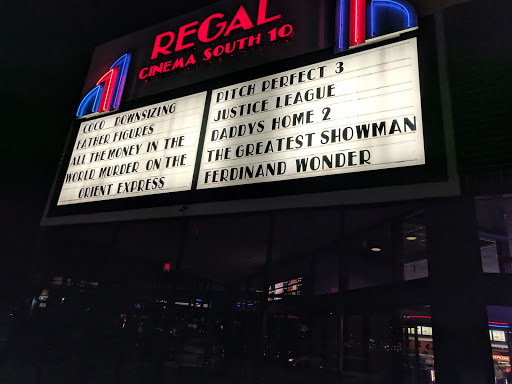 REGAL
CINEMA SOUTH 10
COCO DOWNSIZING
FATHER FIGURES
ALL THE MONEY IN THE
WORLD MURDER ON THE
ORIENT EXPRESS
PITCH PERFECT 3
JUSTICE LEAGUE
DADDYS HOME 2
THE GREATEST SHOWMAN
FERDINAND WONDER